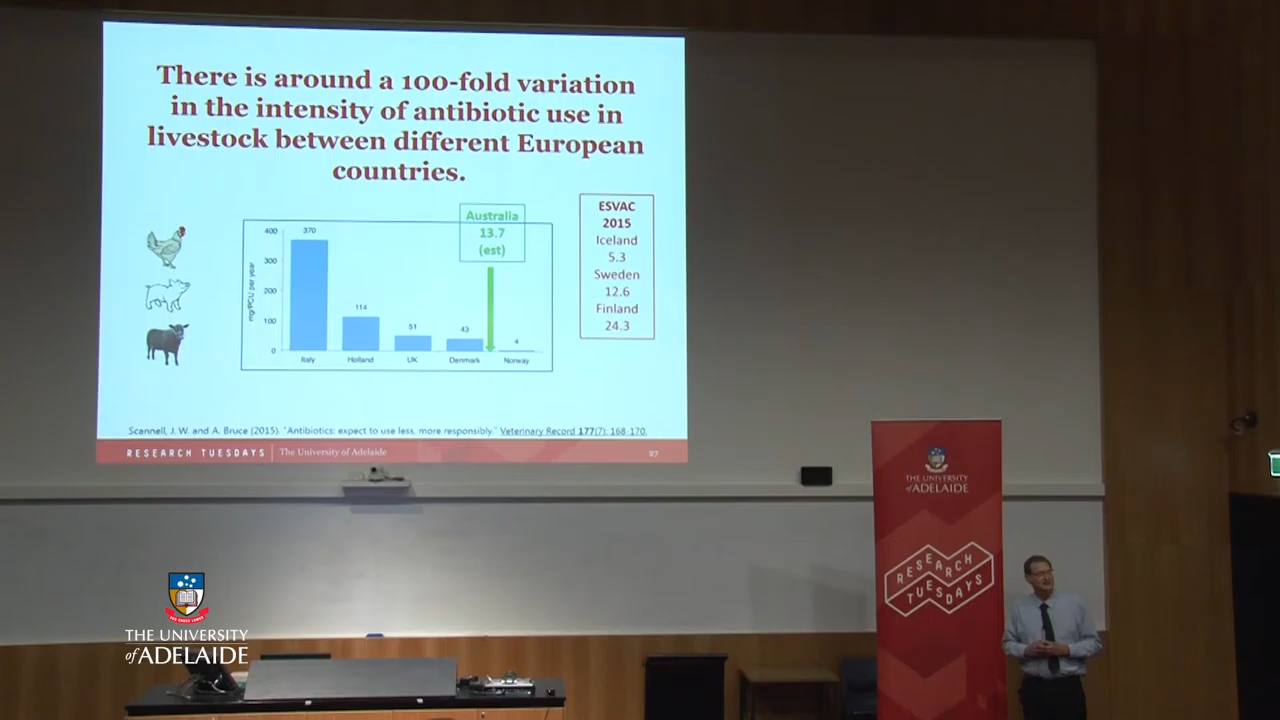 There is around a 100-fold variation
in the intensity of antibiotic use in
livestock between different European
countries.
Australia
13.7
(est)
ESVAC
2015
Iceland
5.3
Sweden
12.6
Finland
24.3
mg/PCU per year
400
300
200
100
0
370
114
51
43
4
Italy
Holland
UK
Denmark
Norway
Scannell, J. W. and A. Bruce (2015). "Antibiotics: expect to use less, more responsibly." Veterinary Record 177(7): 168-170.
RESEARCH TUESDAYS | The University of Adelaide
27
THE UNIVERSITY
of ADELAIDE
RESEARCH
TUESDAYS
THE UNIVERSITY
of ADELAIDE